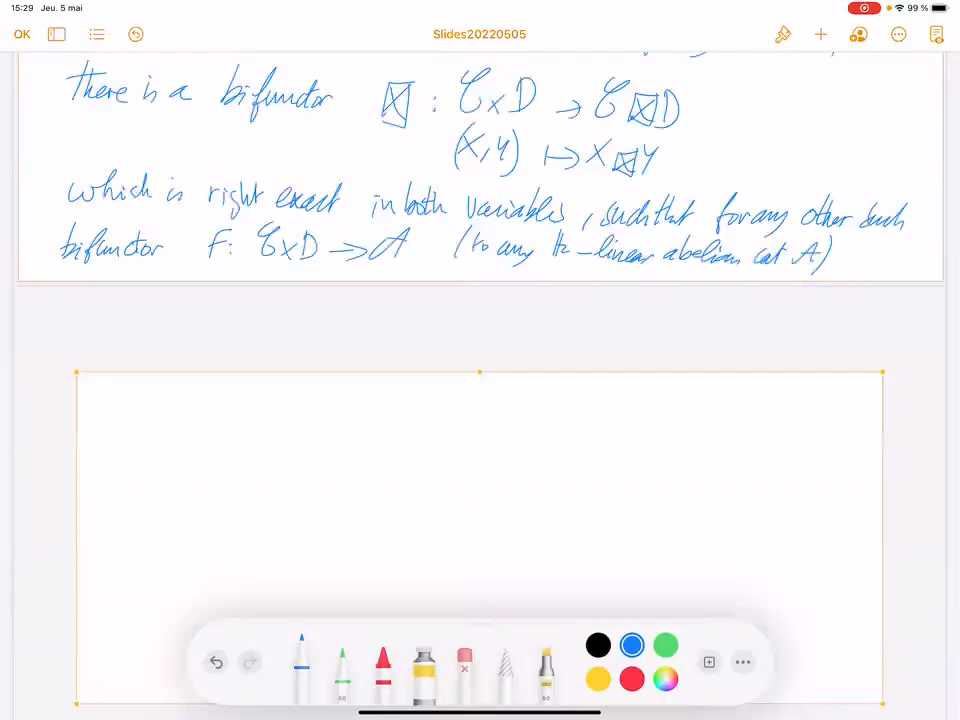 15:29 Jeu. 5 mai
99 %
OK
Slides20220505
there is a bifunctor ⊠ : 𝒞×D → 𝒞⊠D
(X,Y) ↦ X⊠Y
which is right exact in both variables, such that for any other such
bifunctor F: 𝒞×D → 𝒜 (to any k-linear abelian cat A)